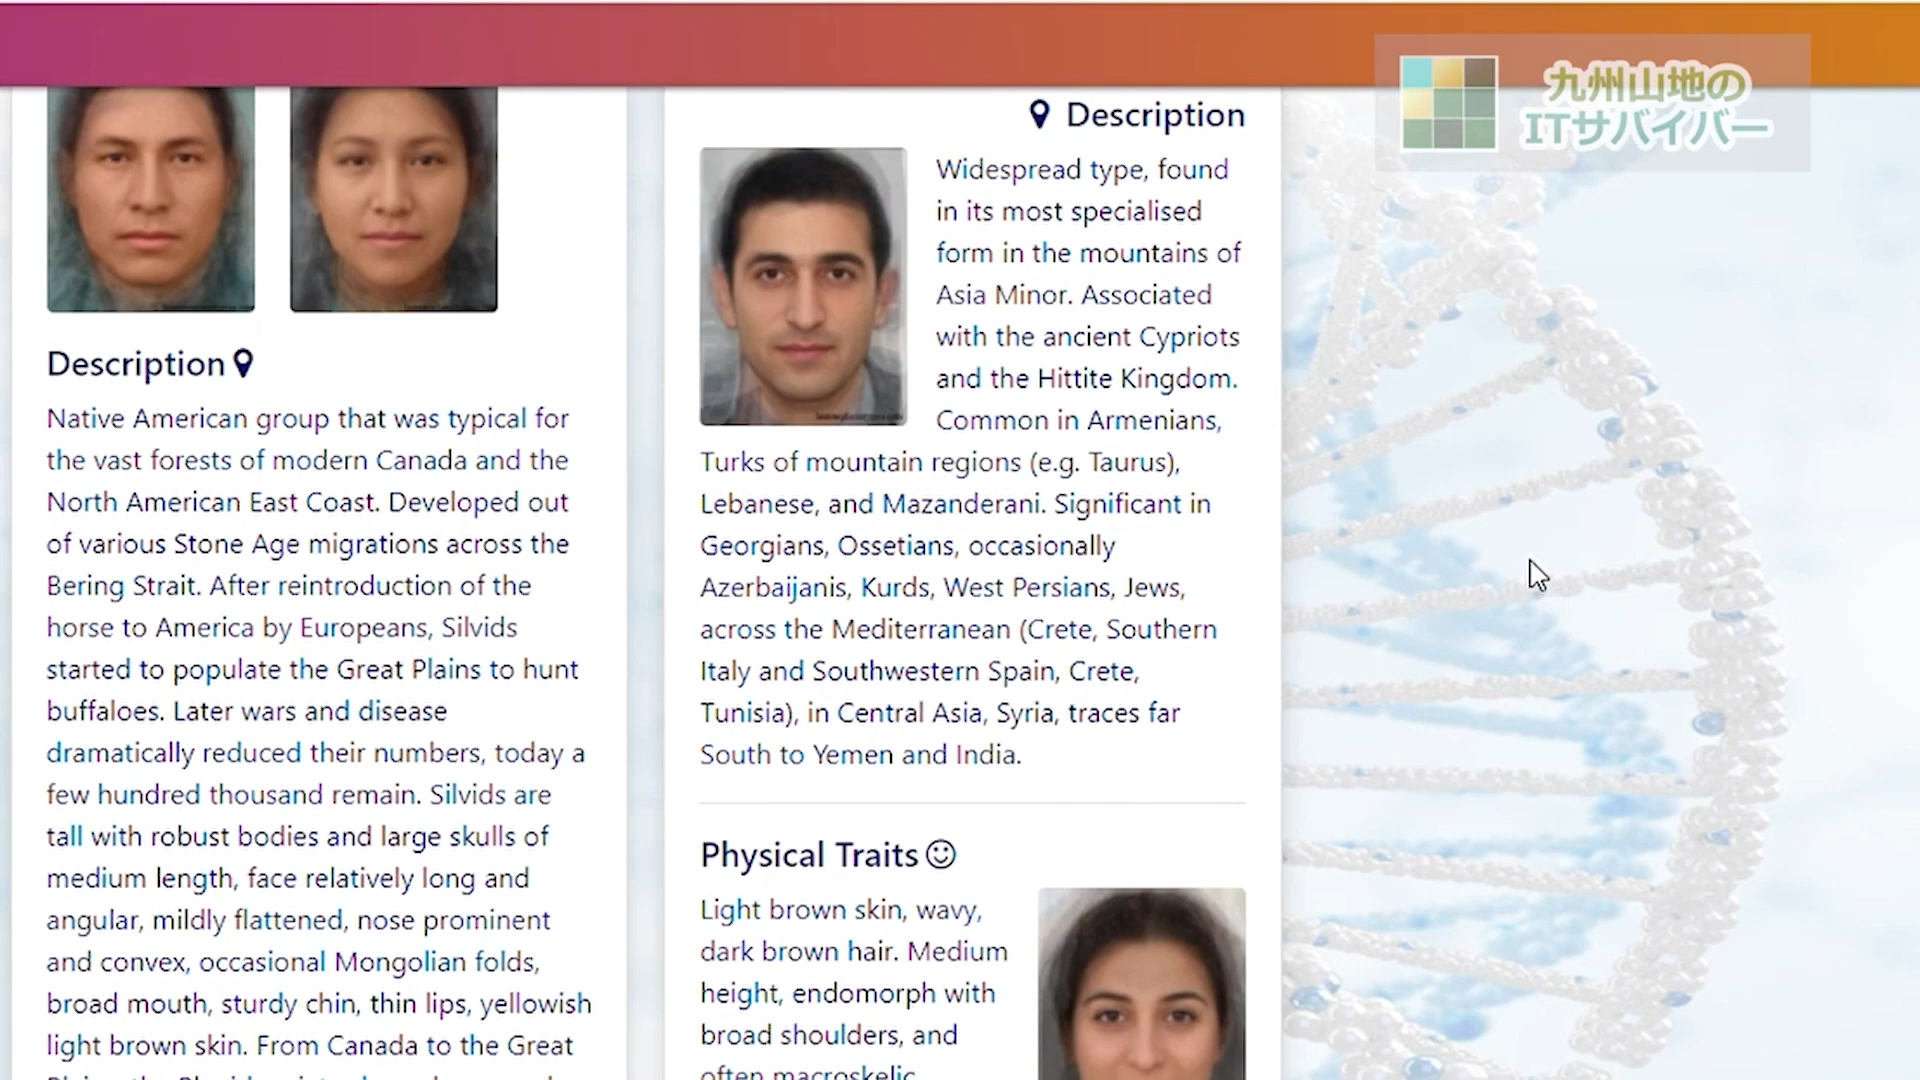 九州山地の
ITサバイバー
Description
Native American group that was typical for
the vast forests of modern Canada and the
North American East Coast. Developed out
of various Stone Age migrations across the
Bering Strait. After reintroduction of the
horse to America by Europeans, Silvids
started to populate the Great Plains to hunt
buffaloes. Later wars and disease
dramatically reduced their numbers, today a
few hundred thousand remain. Silvids are
tall with robust bodies and large skulls of
medium length, face relatively long and
angular, mildly flattened, nose prominent
and convex, occasional Mongolian folds,
broad mouth, sturdy chin, thin lips, yellowish
light brown skin. From Canada to the Great
Description
Widespread type, found
in its most specialised
form in the mountains of
Asia Minor. Associated
with the ancient Cypriots
and the Hittite Kingdom.
Common in Armenians,
Turks of mountain regions (e.g. Taurus),
Lebanese, and Mazanderani. Significant in
Georgians, Ossetians, occasionally
Azerbaijanis, Kurds, West Persians, Jews,
across the Mediterranean (Crete, Southern
Italy and Southwestern Spain, Crete,
Tunisia), in Central Asia, Syria, traces far
South to Yemen and India.
Physical Traits
Light brown skin, wavy,
dark brown hair. Medium
height, endomorph with
broad shoulders, and
often macroskelic.